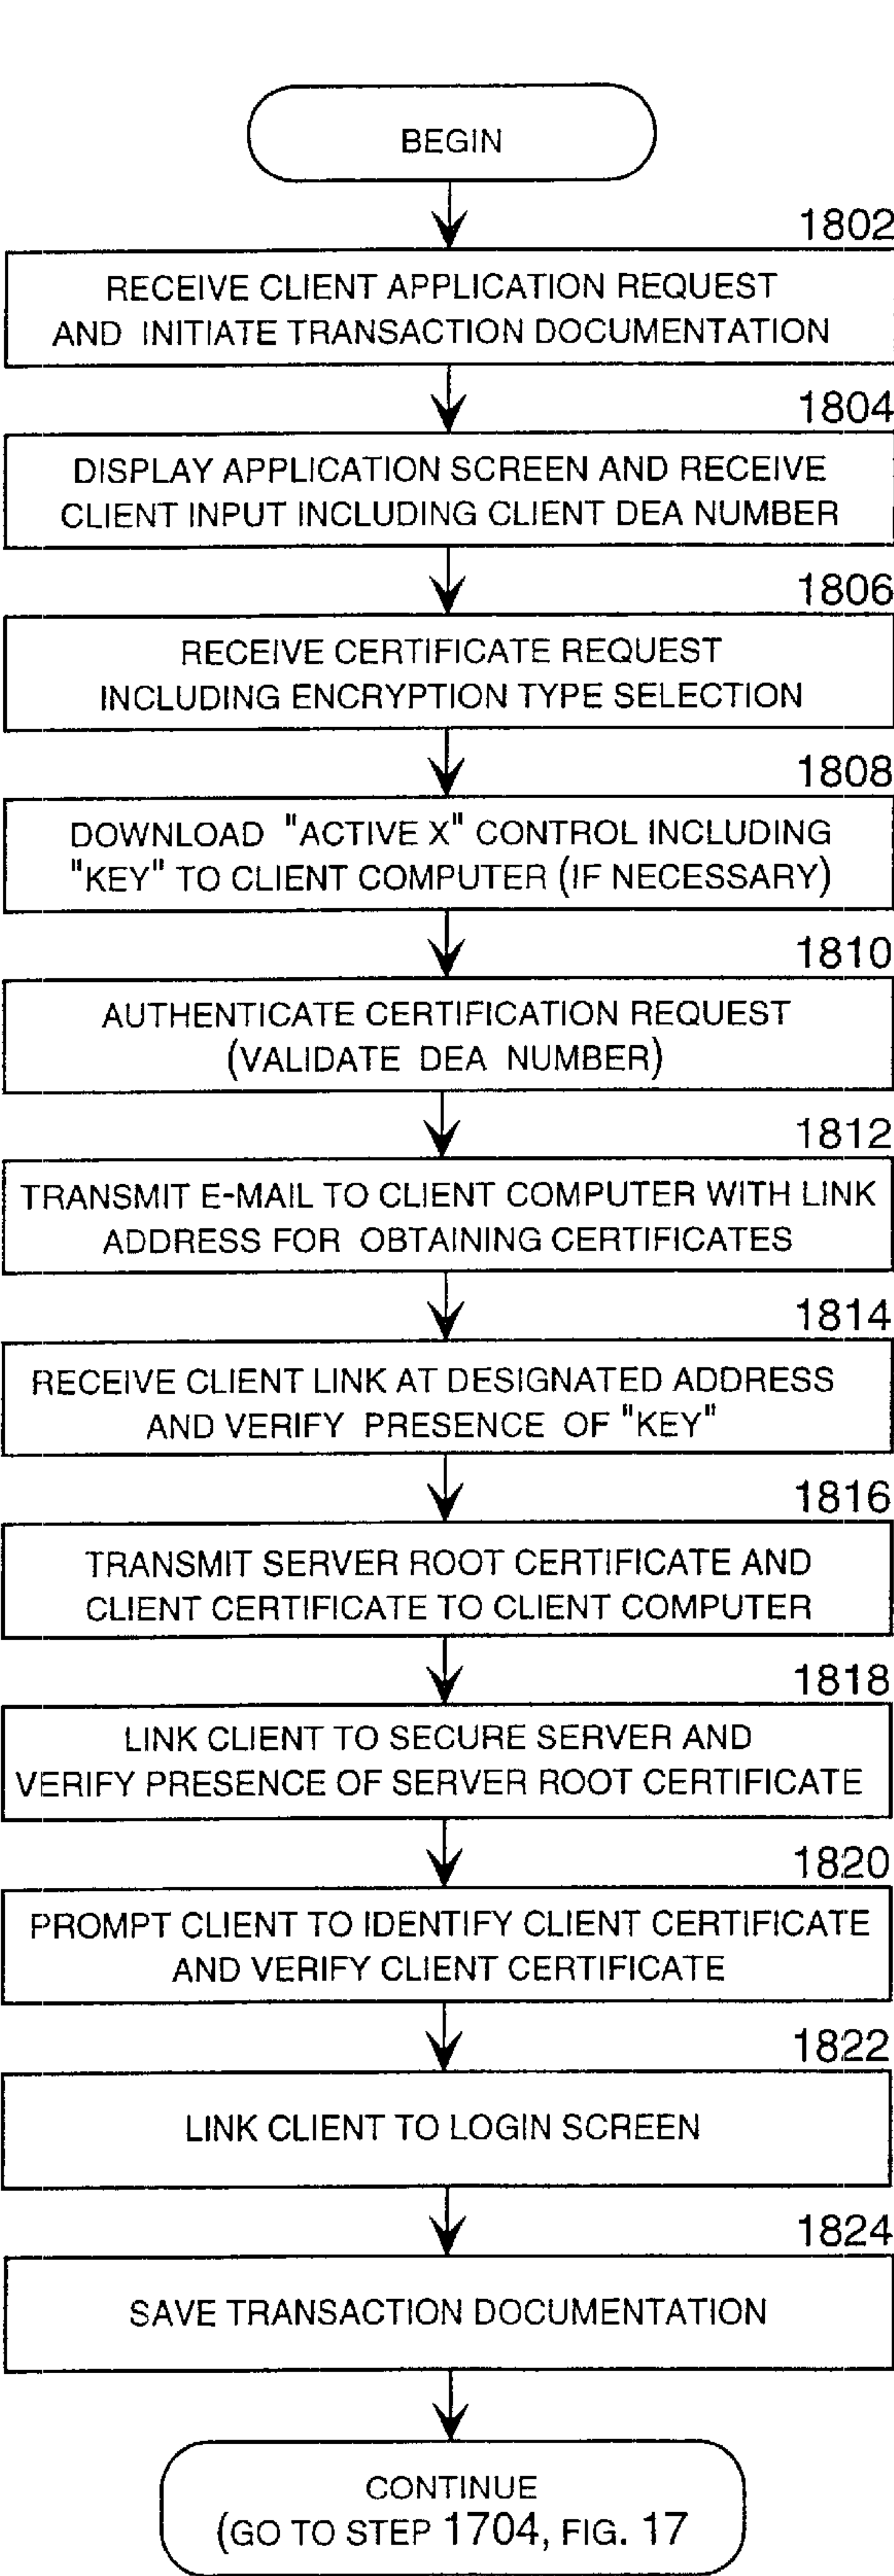 BEGIN
1802
RECEIVE CLIENT APPLICATION REQUEST
AND INITIATE TRANSACTION DOCUMENTATION
1804
DISPLAY APPLICATION SCREEN AND RECEIVE
CLIENT INPUT INCLUDING CLIENT DEA NUMBER
1806
RECEIVE CERTIFICATE REQUEST
INCLUDING ENCRYPTION TYPE SELECTION
1808
DOWNLOAD "ACTIVE X" CONTROL INCLUDING
"KEY" TO CLIENT COMPUTER (IF NECESSARY)
1810
AUTHENTICATE CERTIFICATION REQUEST
(VALIDATE DEA NUMBER)
1812
TRANSMIT E-MAIL TO CLIENT COMPUTER WITH LINK
ADDRESS FOR OBTAINING CERTIFICATES
1814
RECEIVE CLIENT LINK AT DESIGNATED ADDRESS
AND VERIFY PRESENCE OF "KEY"
1816
TRANSMIT SERVER ROOT CERTIFICATE AND
CLIENT CERTIFICATE TO CLIENT COMPUTER
1818
LINK CLIENT TO SECURE SERVER AND
VERIFY PRESENCE OF SERVER ROOT CERTIFICATE
1820
PROMPT CLIENT TO IDENTIFY CLIENT CERTIFICATE
AND VERIFY CLIENT CERTIFICATE
1822
LINK CLIENT TO LOGIN SCREEN
1824
SAVE TRANSACTION DOCUMENTATION
CONTINUE
(GO TO STEP 1704, FIG. 17